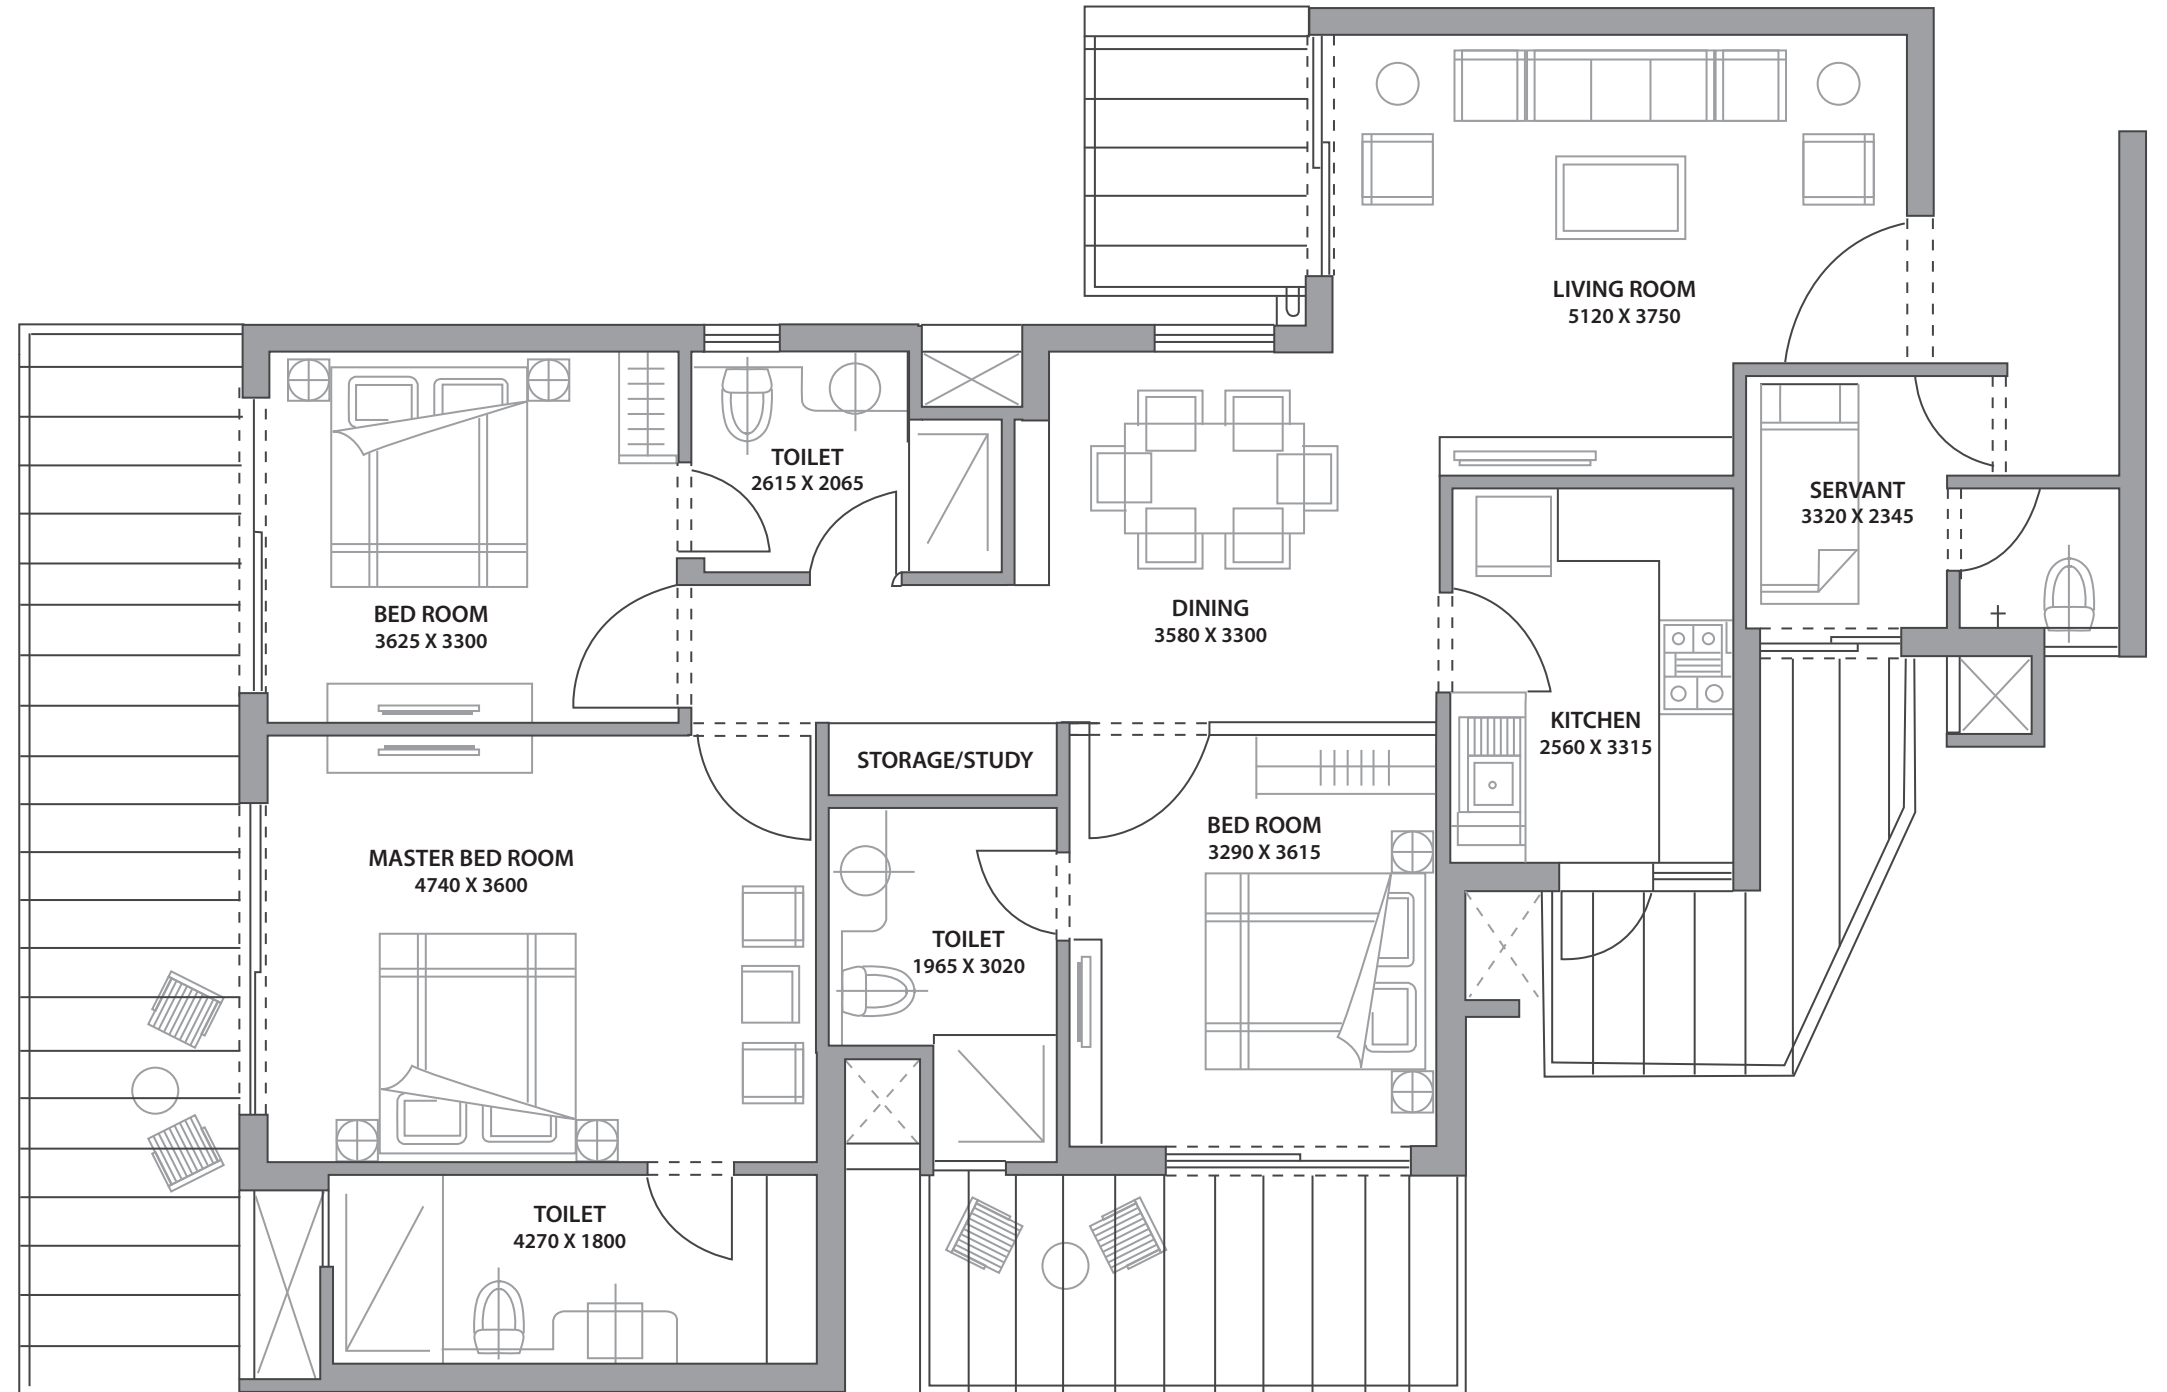 LIVING ROOM
5120 X 3750
TOILET
2615 X 2065
SERVANT
3320 X 2345
BED ROOM
3625 X 3300
DINING
3580 X 3300
KITCHEN
2560 X 3315
STORAGE/STUDY
MASTER BED ROOM
4740 X 3600
BED ROOM
3290 X 3615
TOILET
1965 X 3020
TOILET
4270 X 1800